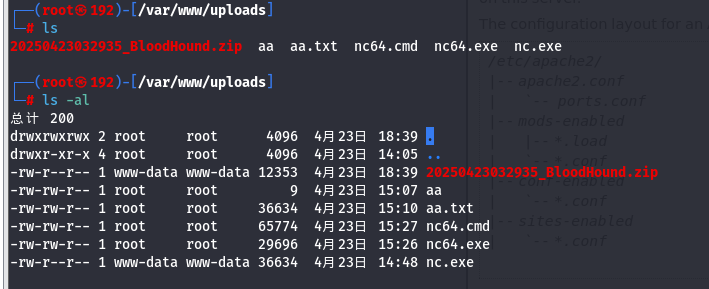 on this server.
┌──(root㉿192)-[/var/www/uploads]
└─# ls
The configuration layout for an
20250423032935_BloodHound.zip aa aa.txt nc64.cmd nc64.exe nc.exe
/etc/apache2/
┌──(root㉿192)-[/var/www/uploads]
|-- apache2.conf
└─# ls -al
| `-- ports.conf
总计 200
|-- mods-enabled
drwxrwxrwx 2 root root 4096 4月23日 18:39 .
| |-- *.load
drwxr-xr-x 4 root root 4096 4月23日 14:05 ..
| `-- *.conf
-rw-r--r-- 1 www-data www-data 12353 4月23日 18:39 20250423032935_BloodHound.zip
|-- conf-enabled
-rw-rw-r-- 1 root root 9 4月23日 15:07 aa
| `-- *.conf
-rw-rw-r-- 1 root root 36634 4月23日 15:10 aa.txt
-rw-rw-r-- 1 root root 65774 4月23日 15:27 nc64.cmd
|-- sites-enabled
-rw-rw-r-- 1 root root 29696 4月23日 15:26 nc64.exe
| `-- *.conf
-rw-r--r-- 1 www-data www-data 36634 4月23日 14:48 nc.exe